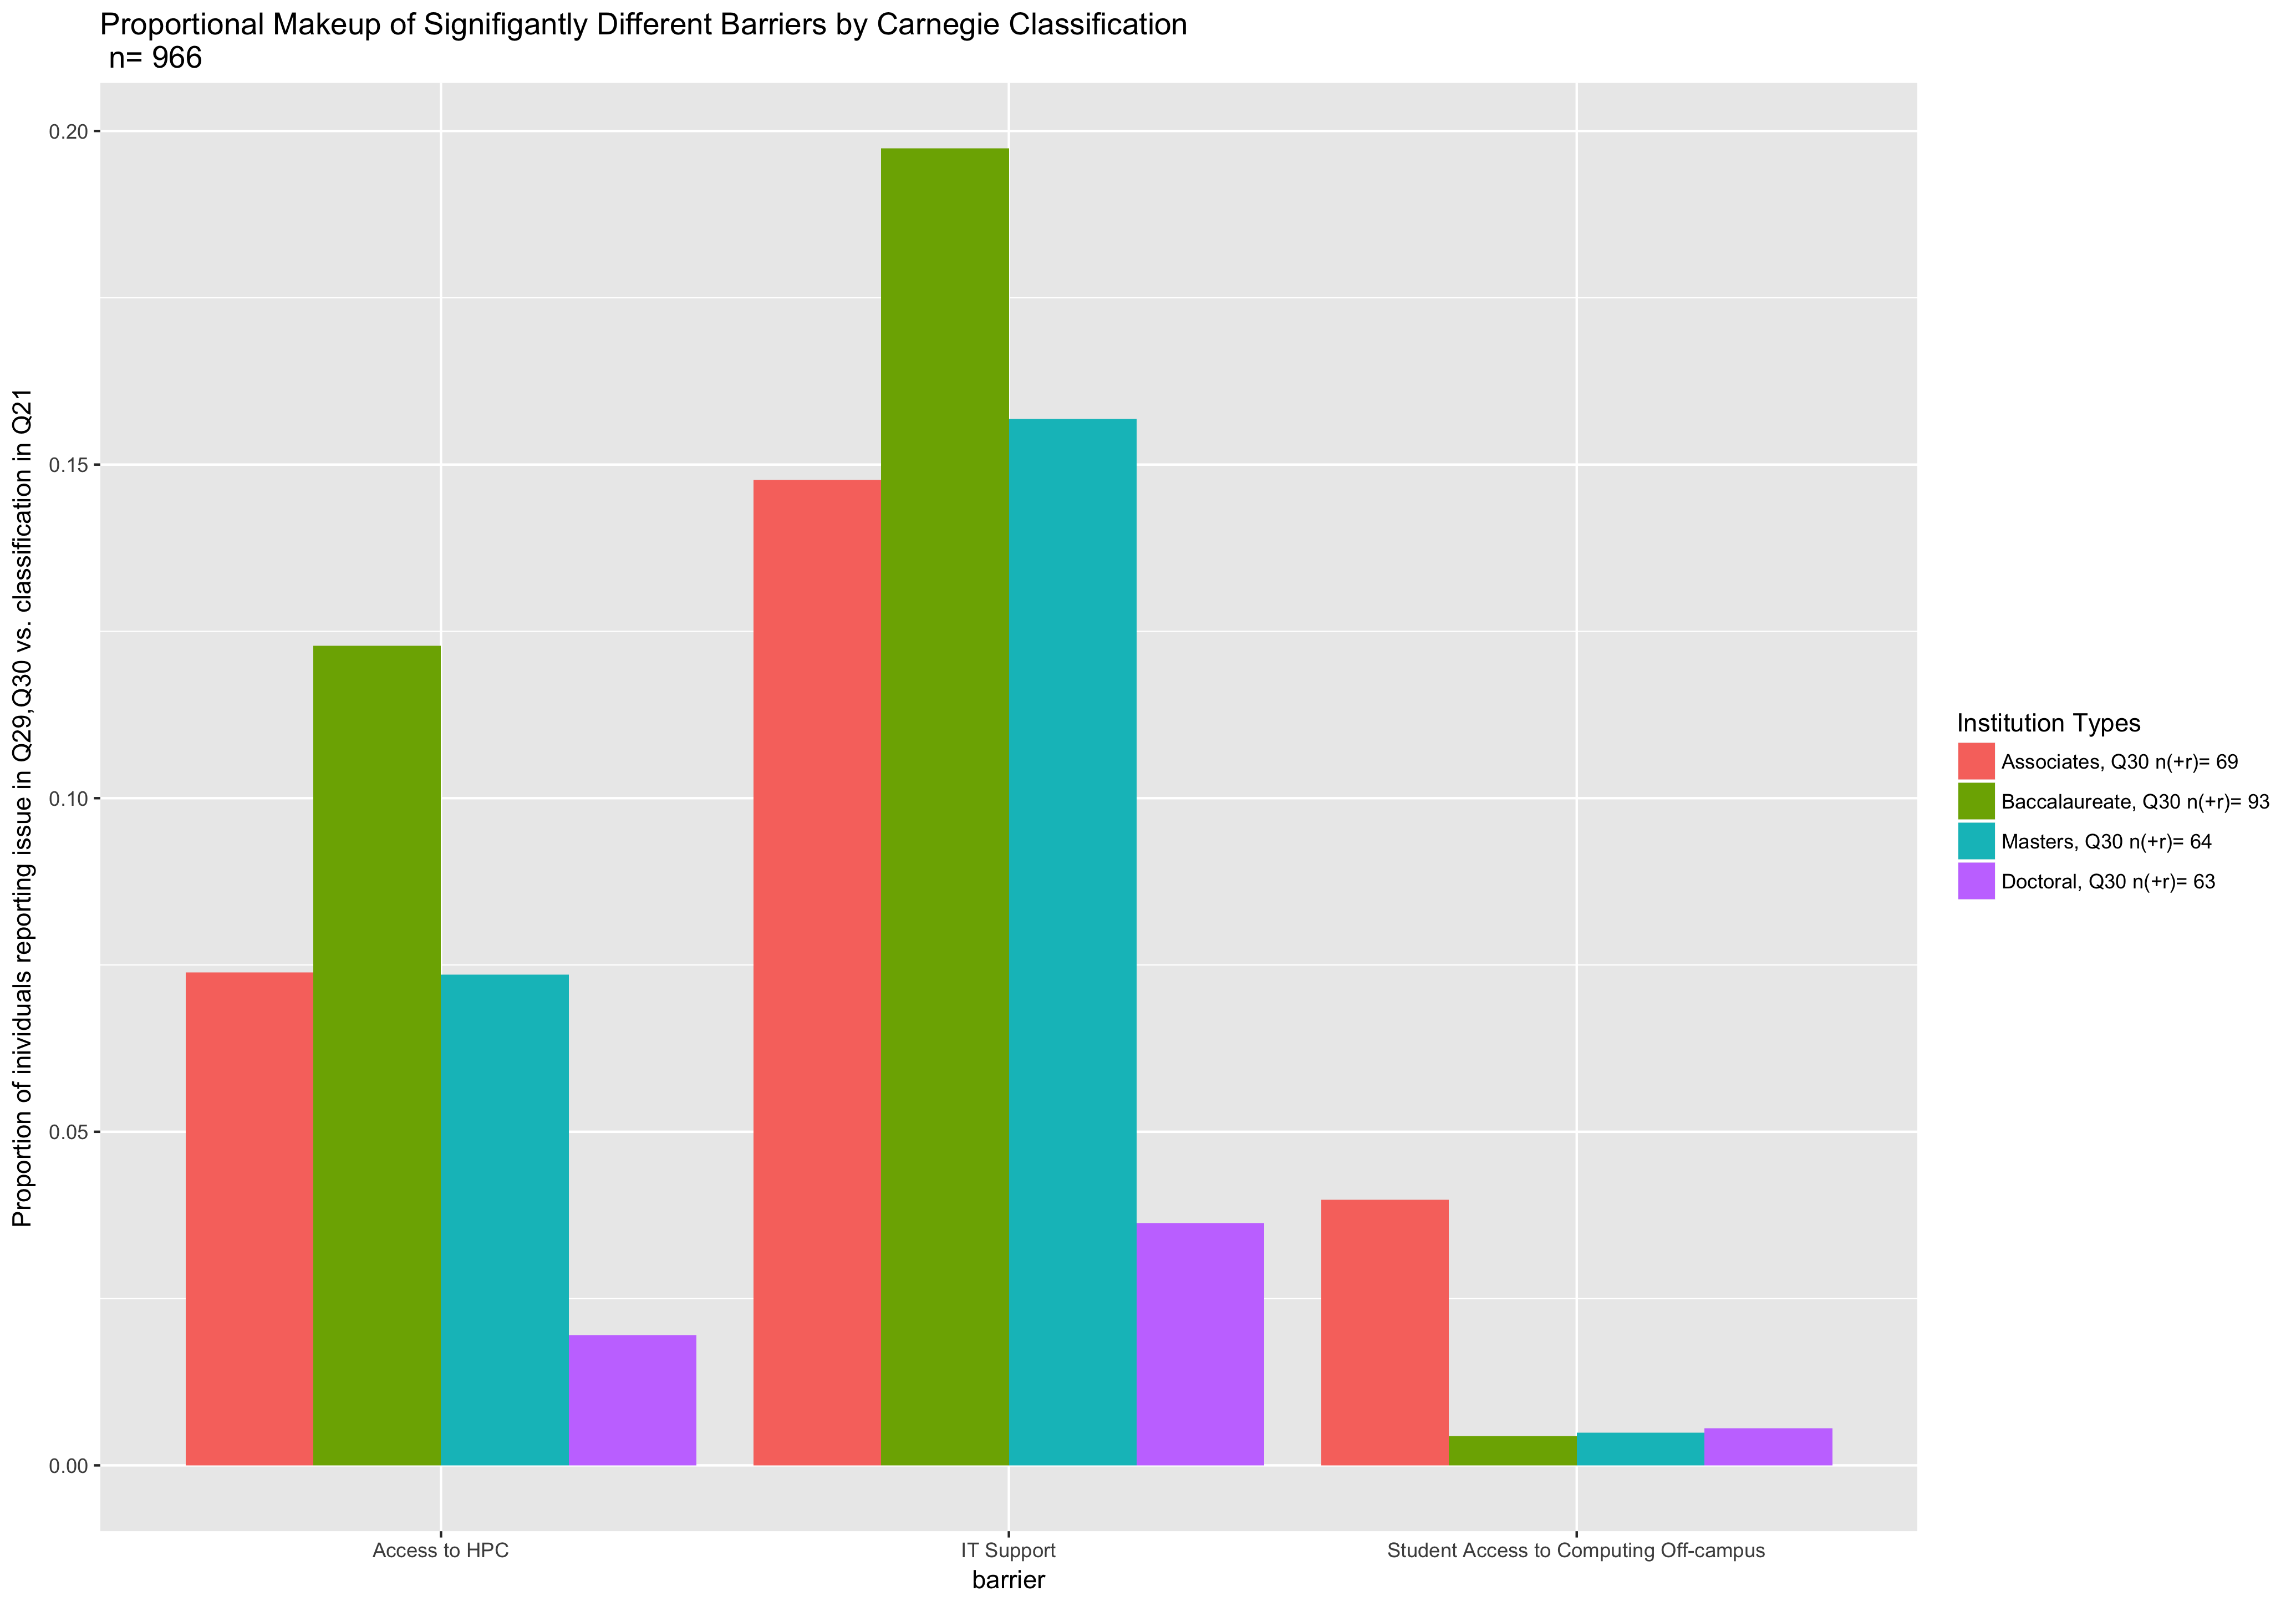 Proportional Makeup of Signifigantly Different Barriers by Carnegie Classification
n= 966
Proportion of inividuals reporting issue in Q29,Q30 vs. classification in Q21
0.20
0.15
0.10
0.05
0.00
Access to HPC
IT Support
Student Access to Computing Off-campus
barrier
Institution Types
Associates, Q30 n(+r)= 69
Baccalaureate, Q30 n(+r)= 93
Masters, Q30 n(+r)= 64
Doctoral, Q30 n(+r)= 63